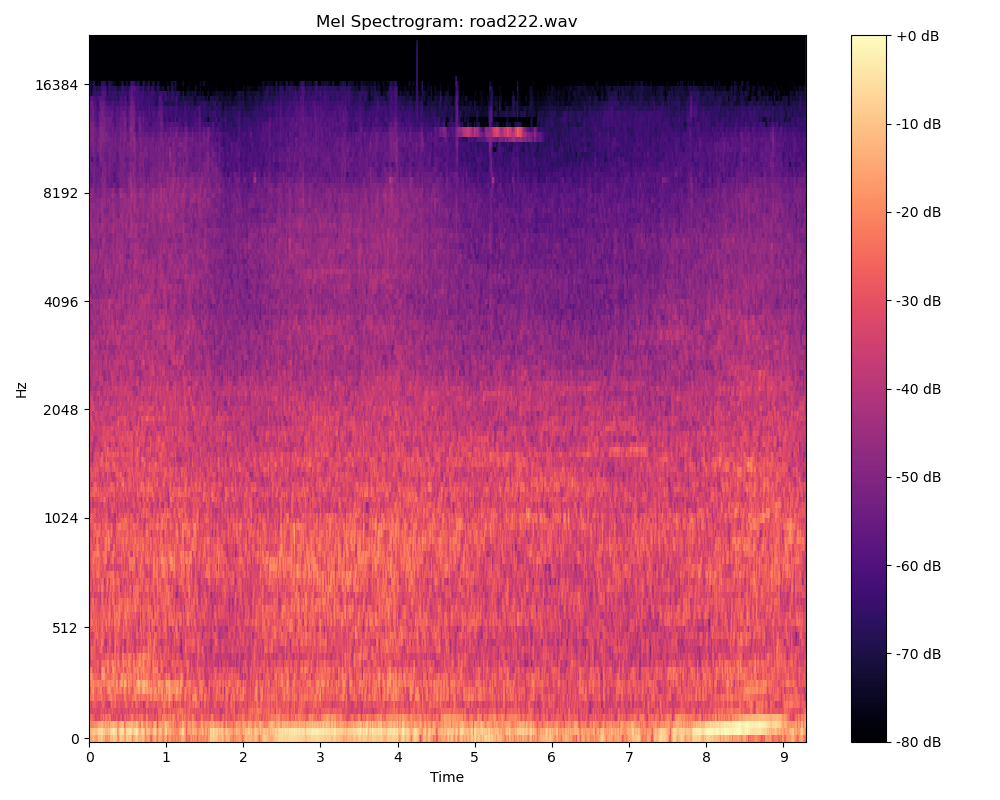 Mel Spectrogram: road222.wav
Hz
16384
8192
4096
2048
1024
512
0
0 1 2 3 4 5 6 7 8 9
Time
+0 dB
-10 dB
-20 dB
-30 dB
-40 dB
-50 dB
-60 dB
-70 dB
-80 dB